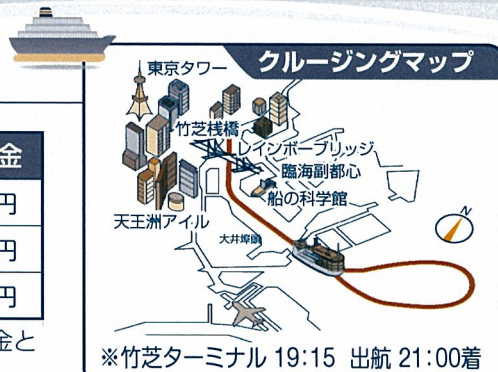 クルージングマップ
東京タワー
竹芝桟橋
レインボーブリッジ
臨海副都心
船の科学館
天王洲アイル
大井埠頭
N
金
円
円
円
金と
※竹芝ターミナル 19:15 出航 21:00着